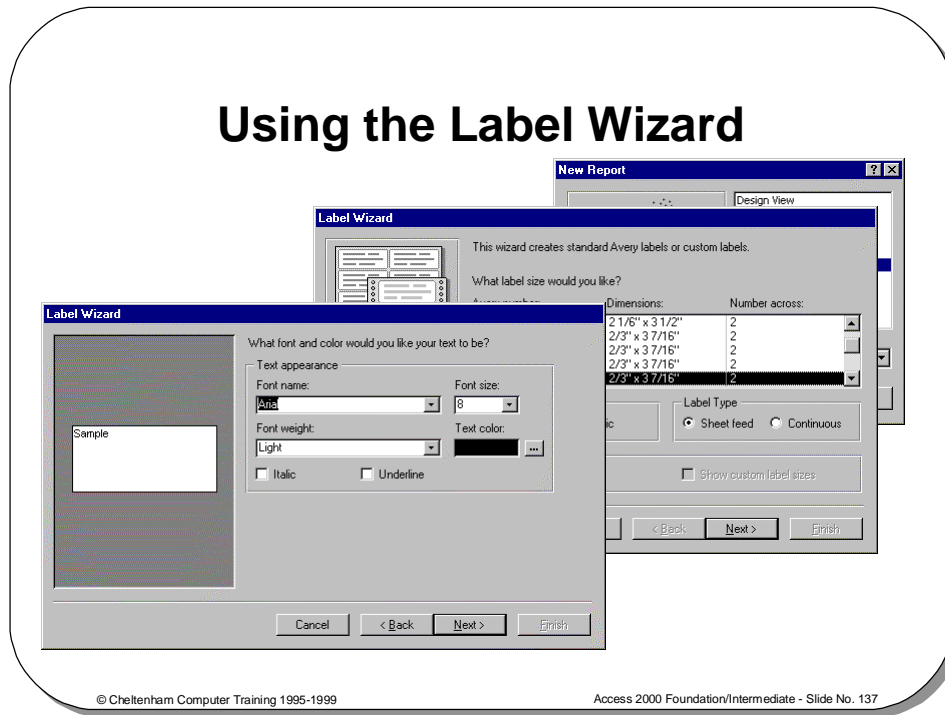 Using the Label Wizard
New Report
Design View
Label Wizard
This wizard creates standard Avery labels or custom labels.
What label size would you like?
Dimensions:
Number across:
2 1/6" x 3 1/2" 2
2/3" x 3 7/16" 2
2/3" x 3 7/16" 2
2/3" x 3 7/16" 2
2/3" x 3 7/16" 2
Label Type
Sheet feed Continuous
Show custom label sizes
< Back Next > Finish
Label Wizard
What font and color would you like your text to be?
Text appearance
Font name: Font size:
Arial 8
Font weight: Text color:
Light ...
Italic Underline
Sample
Cancel < Back Next > Finish
© Cheltenham Computer Training 1995-1999
Access 2000 Foundation/Intermediate - Slide No. 137